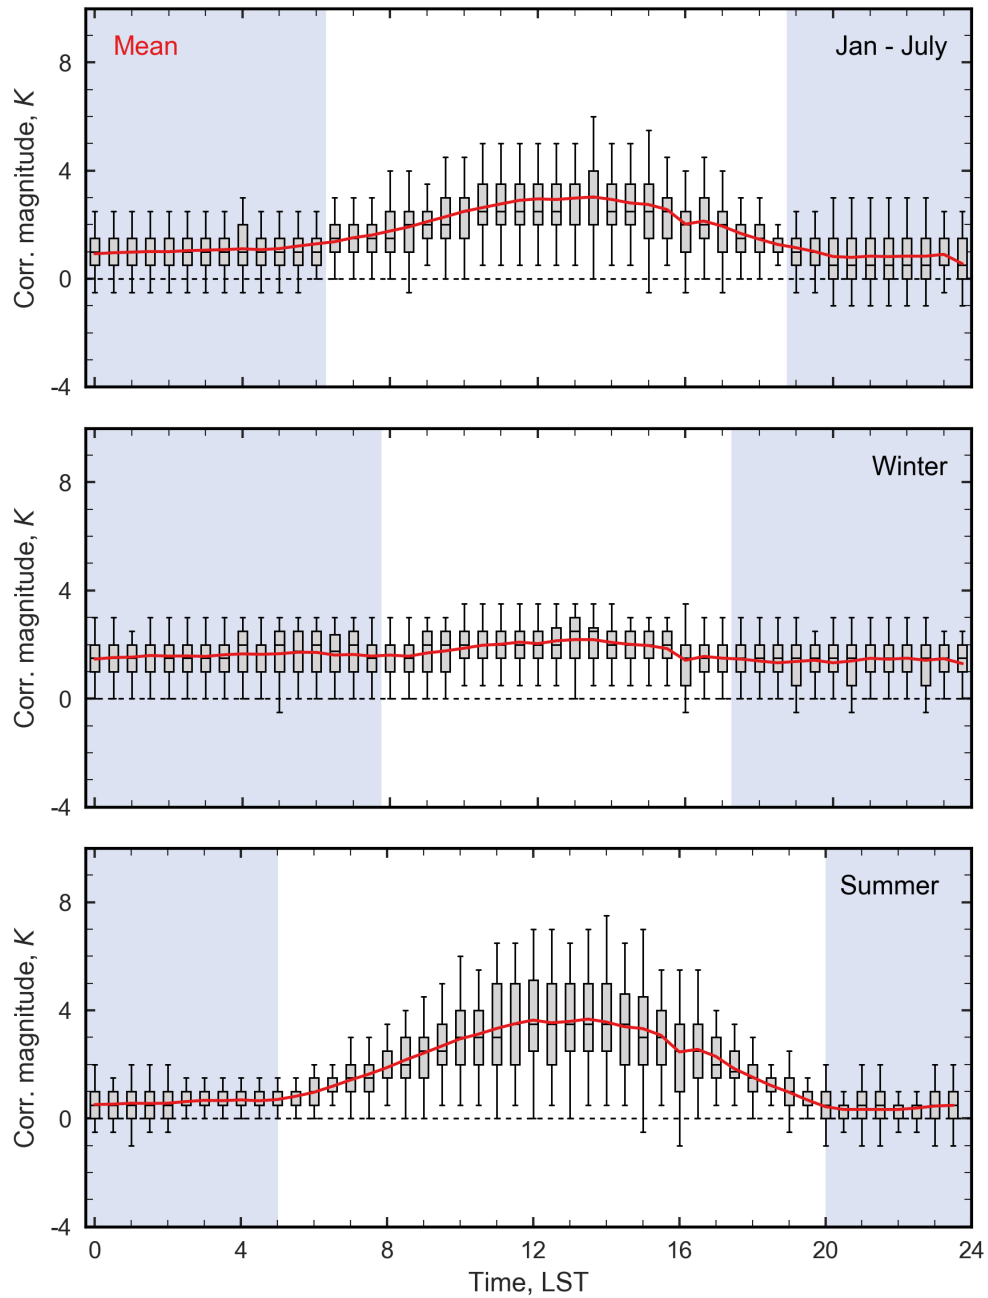 Mean
Jan - July
8
4
0
-4
Corr. magnitude, K
Winter
8
4
0
-4
Corr. magnitude, K
Summer
8
4
0
-4
Corr. magnitude, K
0 4 8 12 16 20 24
Time, LST